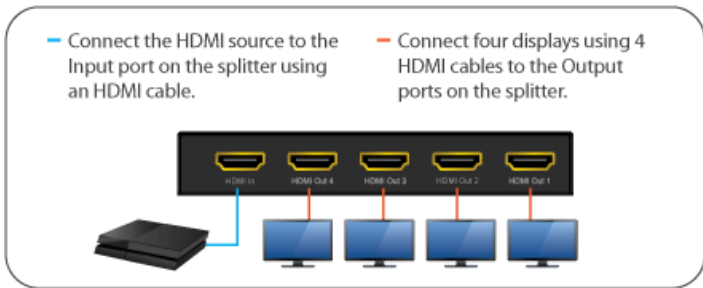 Connect the HDMI source to the
Input port on the splitter using
an HDMI cable.
Connect four displays using 4
HDMI cables to the Output
ports on the splitter.
HDMI In
HDMI Out 4
HDMI Out 3
HDMI Out 2
HDMI Out 1